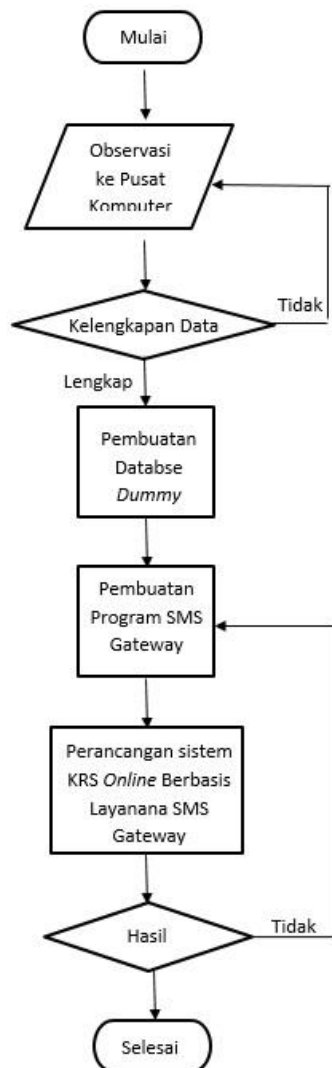 Mulai
Observasi
ke Pusat
Komputer
Tidak
Kelengkapan Data
Lengkap
Pembuatan
Databse
Dummy
Pembuatan
Program SMS
Gateway
Perancangan sistem
KRS Online Berbasis
Layanana SMS
Gateway
Hasil
Tidak
Selesai